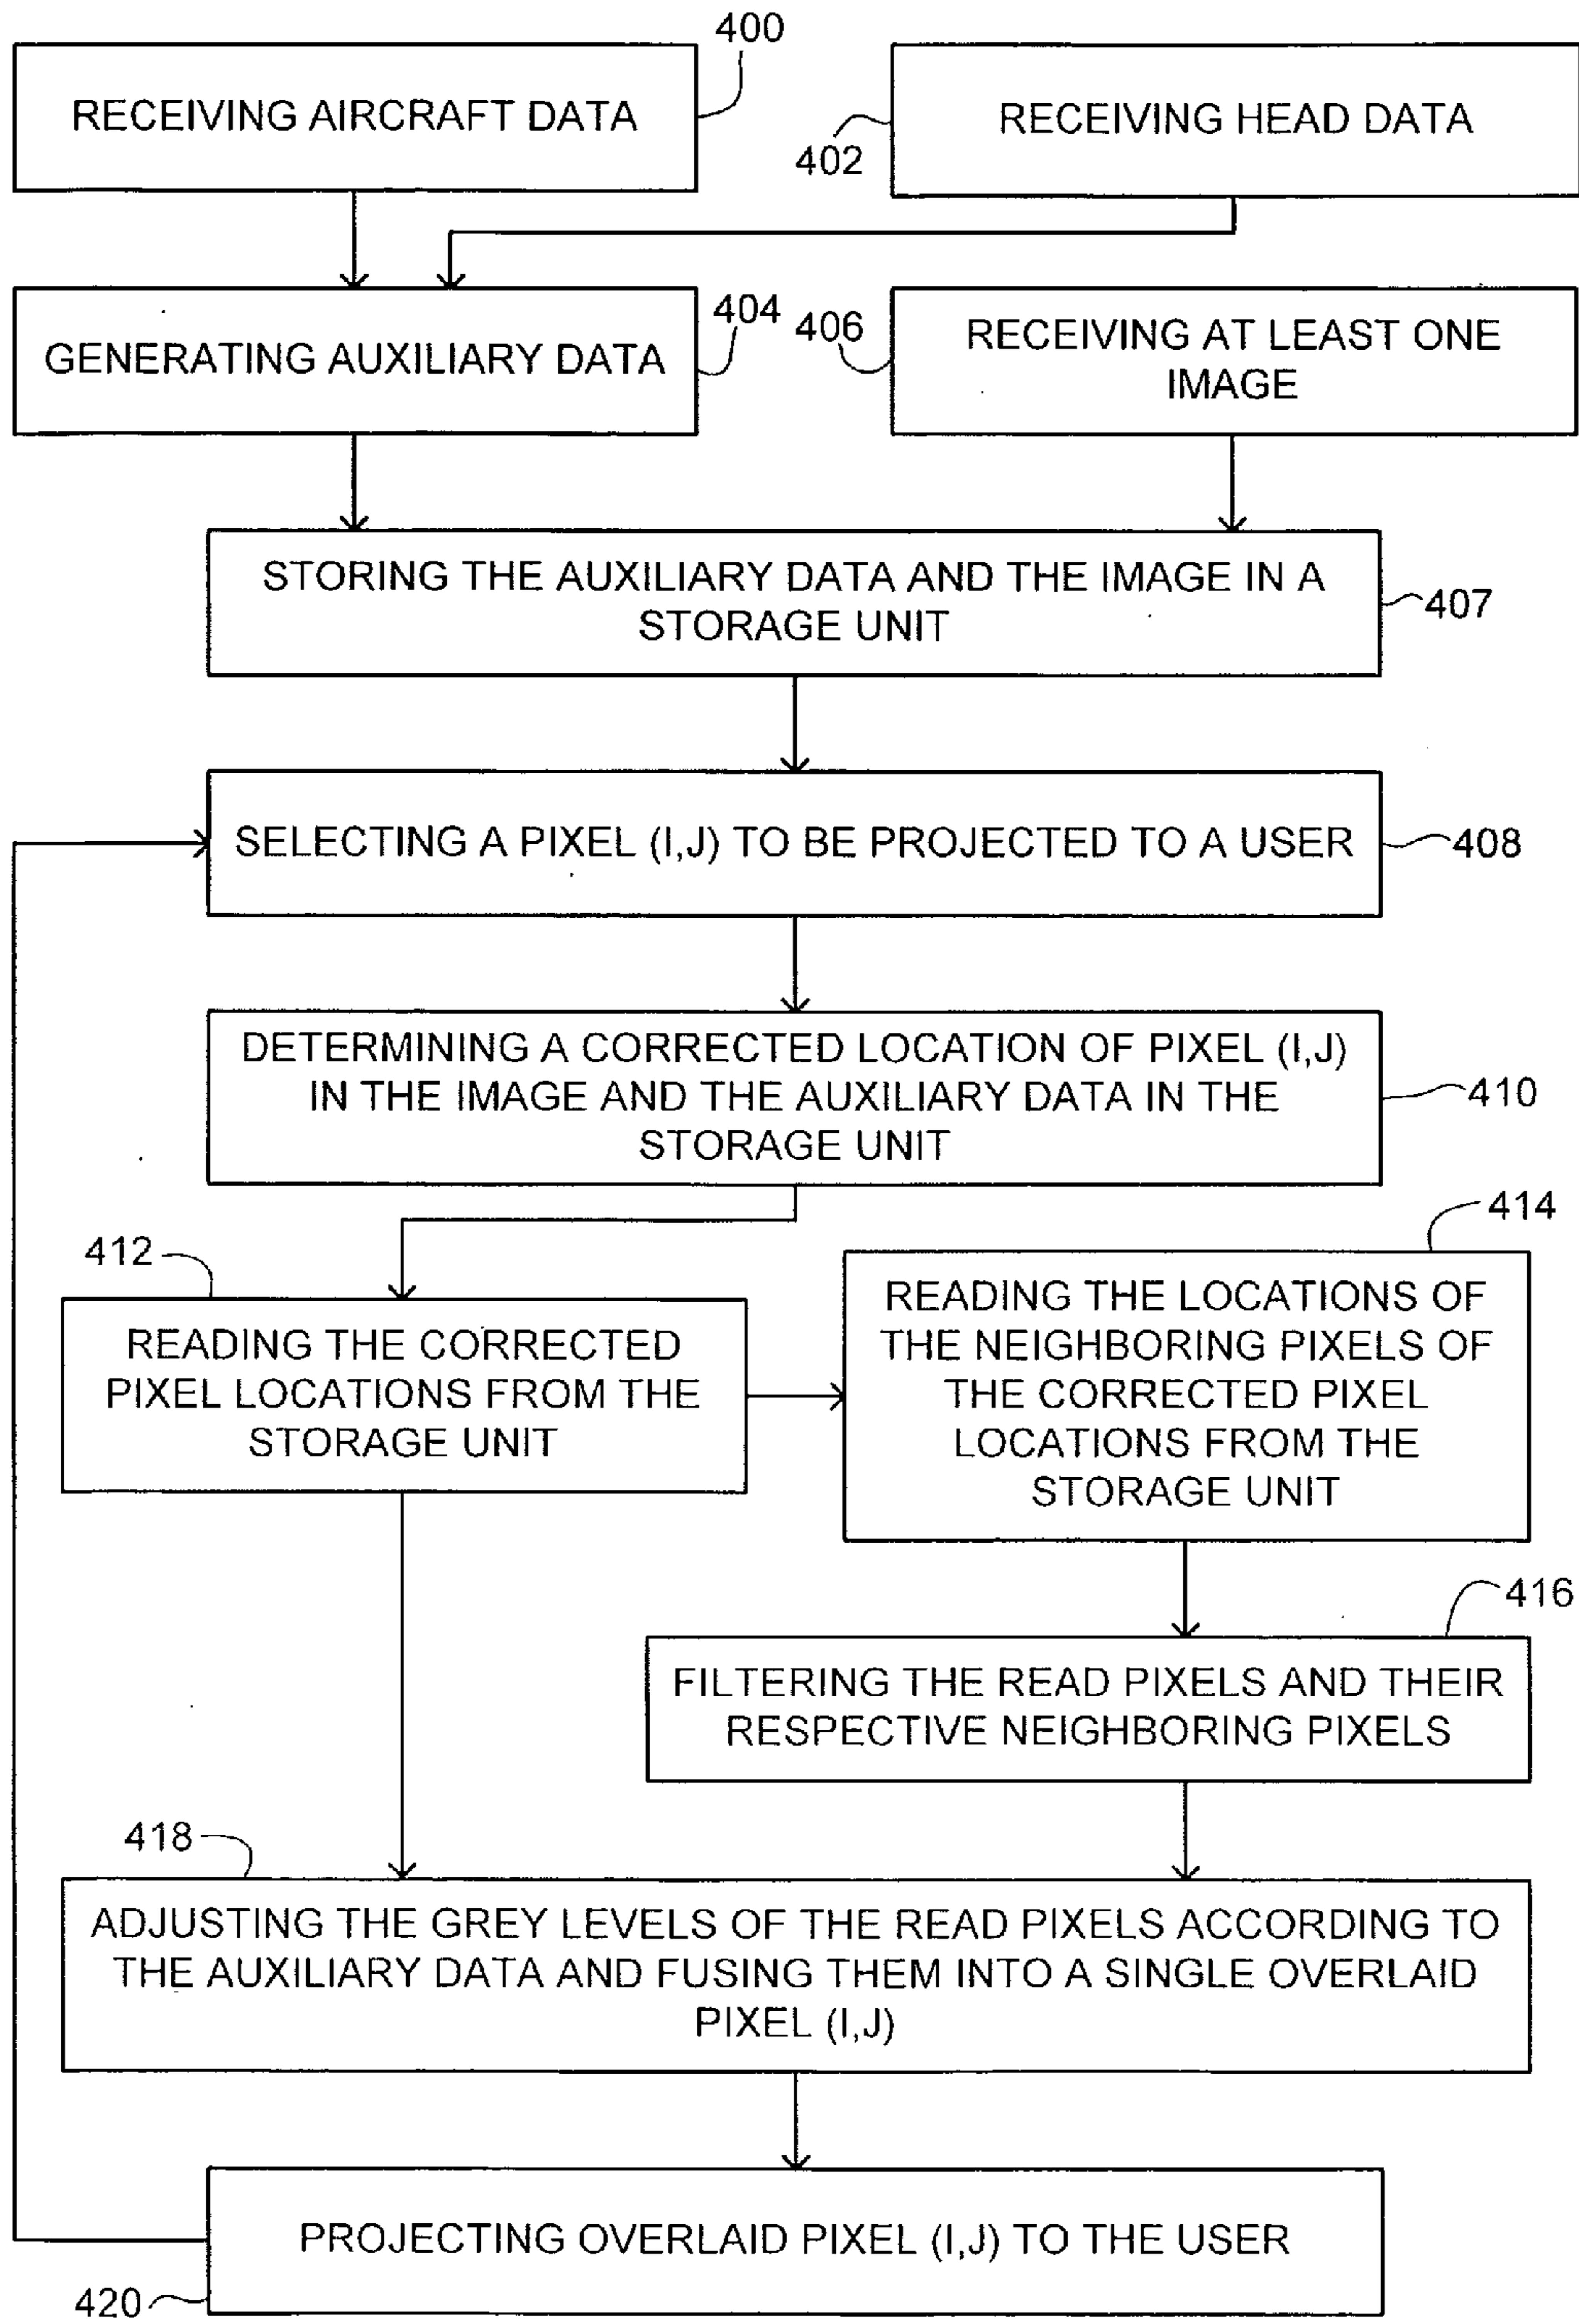 400
RECEIVING AIRCRAFT DATA
402
RECEIVING HEAD DATA
GENERATING AUXILIARY DATA
404
406
RECEIVING AT LEAST ONE
IMAGE
STORING THE AUXILIARY DATA AND THE IMAGE IN A
STORAGE UNIT
407
SELECTING A PIXEL (I,J) TO BE PROJECTED TO A USER
408
DETERMINING A CORRECTED LOCATION OF PIXEL (I,J)
IN THE IMAGE AND THE AUXILIARY DATA IN THE
STORAGE UNIT
410
412
READING THE CORRECTED
PIXEL LOCATIONS FROM THE
STORAGE UNIT
414
READING THE LOCATIONS OF
THE NEIGHBORING PIXELS OF
THE CORRECTED PIXEL
LOCATIONS FROM THE
STORAGE UNIT
416
FILTERING THE READ PIXELS AND THEIR
RESPECTIVE NEIGHBORING PIXELS
418
ADJUSTING THE GREY LEVELS OF THE READ PIXELS ACCORDING TO
THE AUXILIARY DATA AND FUSING THEM INTO A SINGLE OVERLAID
PIXEL (I,J)
PROJECTING OVERLAID PIXEL (I,J) TO THE USER
420